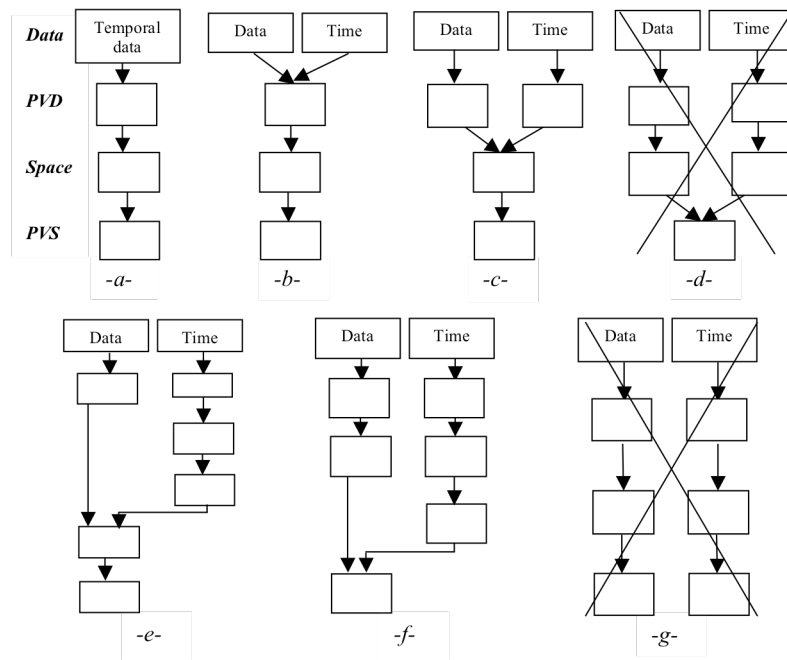 Data
Temporal
data
Data
Time
Data
Time
Data
Time
PVD
Space
PVS
-a-
-b-
-c-
-d-
Data
Time
Data
Time
Data
Time
-e-
-f-
-g-